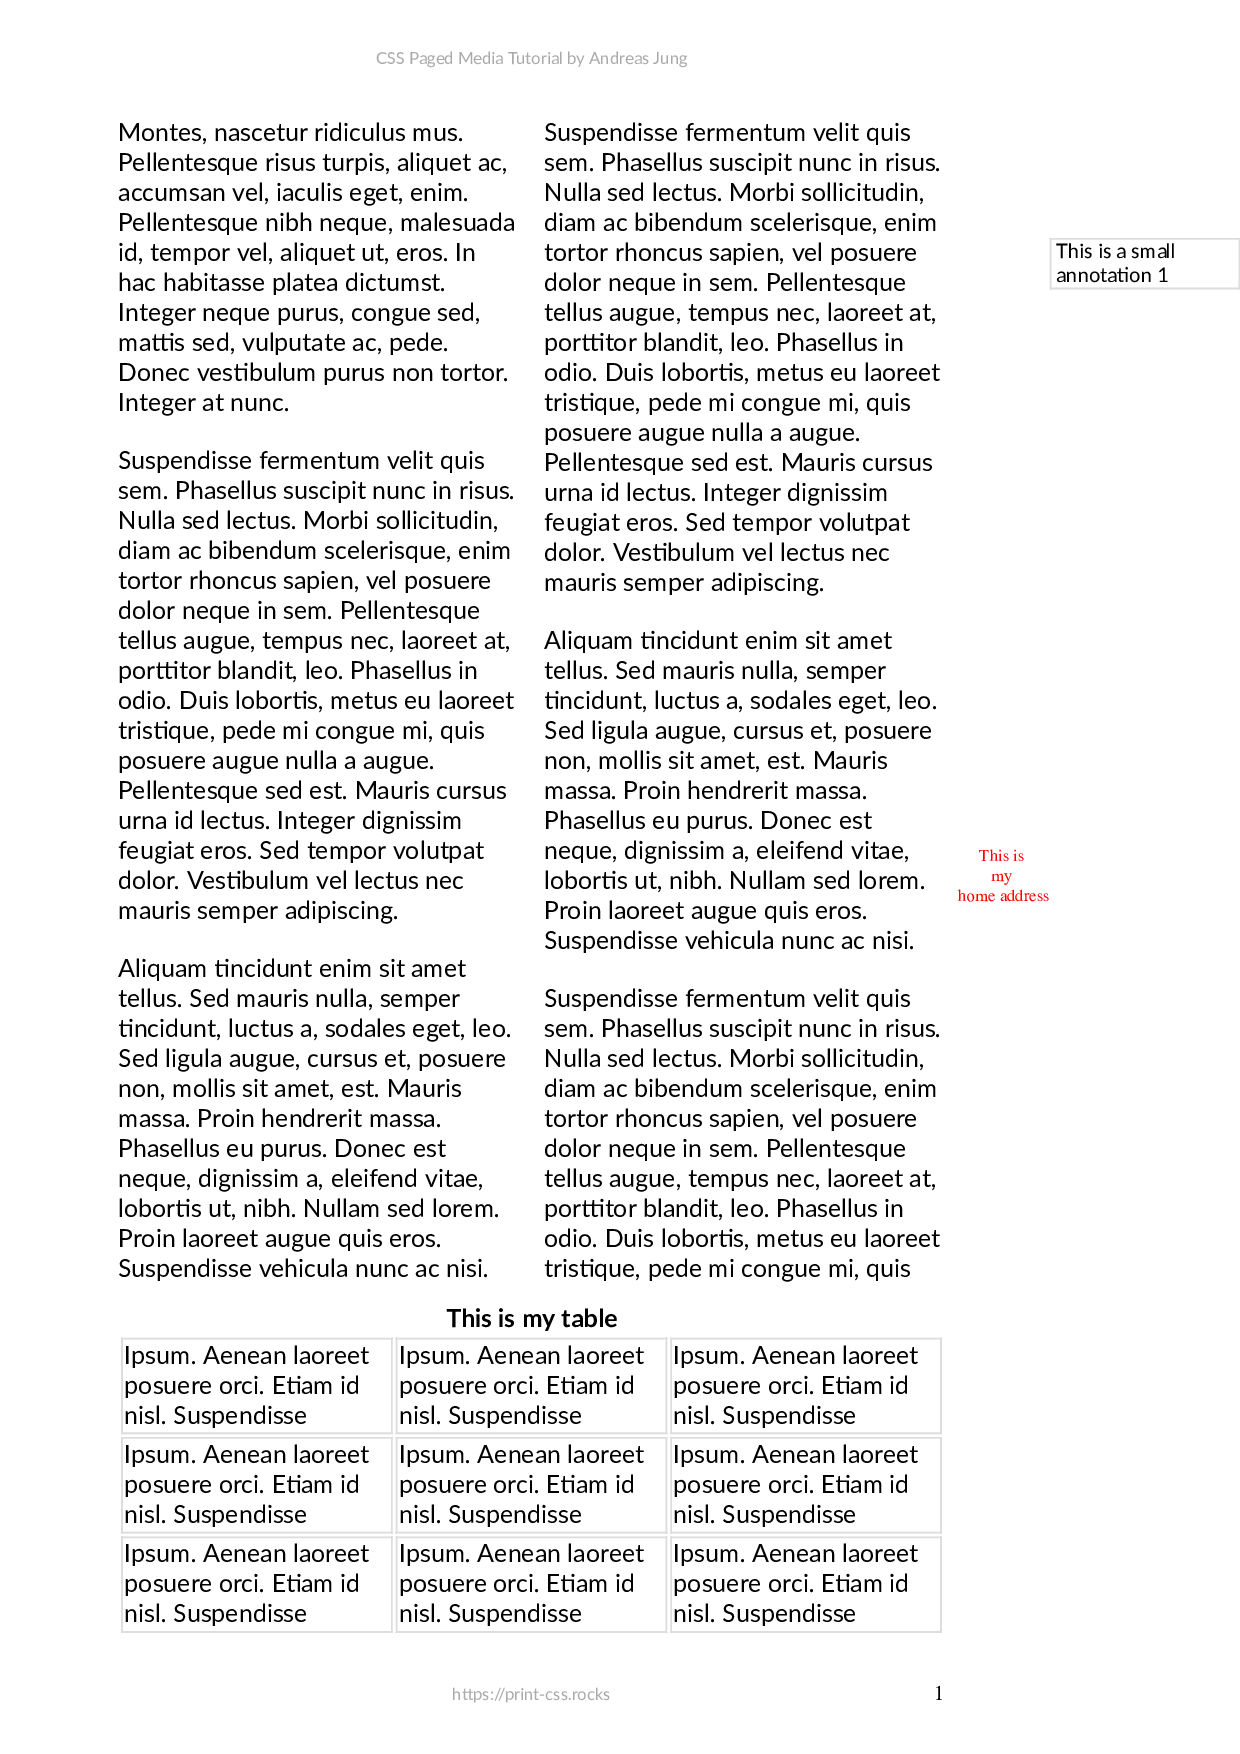 CSS Paged Media Tutorial by Andreas Jung
Montes, nascetur ridiculus mus.
Pellentesque risus turpis, aliquet ac,
accumsan vel, iaculis eget, enim.
Pellentesque nibh neque, malesuada
id, tempor vel, aliquet ut, eros. In
hac habitasse platea dictumst.
Integer neque purus, congue sed,
mattis sed, vulputate ac, pede.
Donec vestibulum purus non tortor.
Integer at nunc.
Suspendisse fermentum velit quis
sem. Phasellus suscipit nunc in risus.
Nulla sed lectus. Morbi sollicitudin,
diam ac bibendum scelerisque, enim
tortor rhoncus sapien, vel posuere
dolor neque in sem. Pellentesque
tellus augue, tempus nec, laoreet at,
porttitor blandit, leo. Phasellus in
odio. Duis lobortis, metus eu laoreet
tristique, pede mi congue mi, quis
posuere augue nulla a augue.
Pellentesque sed est. Mauris cursus
urna id lectus. Integer dignissim
feugiat eros. Sed tempor volutpat
dolor. Vestibulum vel lectus nec
mauris semper adipiscing.
Aliquam tincidunt enim sit amet
tellus. Sed mauris nulla, semper
tincidunt, luctus a, sodales eget, leo.
Sed ligula augue, cursus et, posuere
non, mollis sit amet, est. Mauris
massa. Proin hendrerit massa.
Phasellus eu purus. Donec est
neque, dignissim a, eleifend vitae,
lobortis ut, nibh. Nullam sed lorem.
Proin laoreet augue quis eros.
Suspendisse vehicula nunc ac nisi.
Suspendisse fermentum velit quis
sem. Phasellus suscipit nunc in risus.
Nulla sed lectus. Morbi sollicitudin,
diam ac bibendum scelerisque, enim
tortor rhoncus sapien, vel posuere
dolor neque in sem. Pellentesque
tellus augue, tempus nec, laoreet at,
porttitor blandit, leo. Phasellus in
odio. Duis lobortis, metus eu laoreet
tristique, pede mi congue mi, quis
posuere augue nulla a augue.
Pellentesque sed est. Mauris cursus
urna id lectus. Integer dignissim
feugiat eros. Sed tempor volutpat
dolor. Vestibulum vel lectus nec
mauris semper adipiscing.
Aliquam tincidunt enim sit amet
tellus. Sed mauris nulla, semper
tincidunt, luctus a, sodales eget, leo.
Sed ligula augue, cursus et, posuere
non, mollis sit amet, est. Mauris
massa. Proin hendrerit massa.
Phasellus eu purus. Donec est
neque, dignissim a, eleifend vitae,
lobortis ut, nibh. Nullam sed lorem.
Proin laoreet augue quis eros.
Suspendisse vehicula nunc ac nisi.
Suspendisse fermentum velit quis
sem. Phasellus suscipit nunc in risus.
Nulla sed lectus. Morbi sollicitudin,
diam ac bibendum scelerisque, enim
tortor rhoncus sapien, vel posuere
dolor neque in sem. Pellentesque
tellus augue, tempus nec, laoreet at,
porttitor blandit, leo. Phasellus in
odio. Duis lobortis, metus eu laoreet
tristique, pede mi congue mi, quis
This is a small
annotation 1
This is
my
home address
This is my table
Ipsum. Aenean laoreet
posuere orci. Etiam id
nisl. Suspendisse
Ipsum. Aenean laoreet
posuere orci. Etiam id
nisl. Suspendisse
Ipsum. Aenean laoreet
posuere orci. Etiam id
nisl. Suspendisse
Ipsum. Aenean laoreet
posuere orci. Etiam id
nisl. Suspendisse
Ipsum. Aenean laoreet
posuere orci. Etiam id
nisl. Suspendisse
Ipsum. Aenean laoreet
posuere orci. Etiam id
nisl. Suspendisse
Ipsum. Aenean laoreet
posuere orci. Etiam id
nisl. Suspendisse
Ipsum. Aenean laoreet
posuere orci. Etiam id
nisl. Suspendisse
Ipsum. Aenean laoreet
posuere orci. Etiam id
nisl. Suspendisse
https://print-css.rocks
1